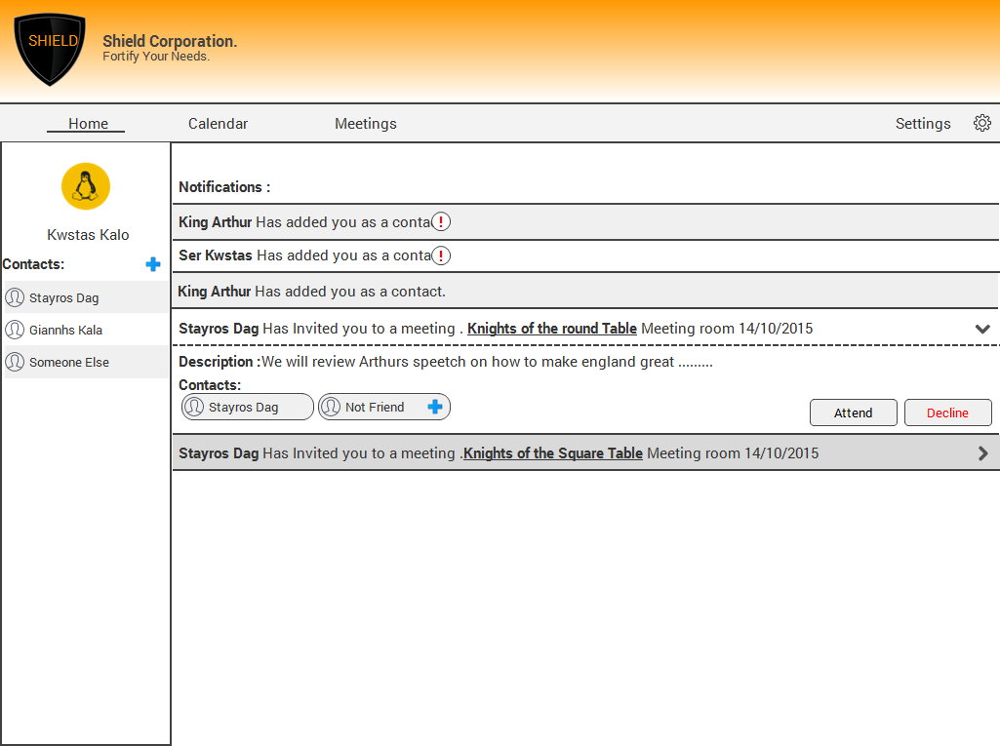 SHIELD
Shield Corporation.
Fortify Your Needs.
Home Calendar Meetings Settings
Kwstas Kalo
Contacts:
Stayros Dag
Giannhs Kala
Someone Else
Notifications :
King Arthur Has added you as a conta !
Ser Kwstas Has added you as a conta !
King Arthur Has added you as a contact.
Stayros Dag Has Invited you to a meeting . Knights of the round Table Meeting room 14/10/2015
Description :We will review Arthurs speetch on how to make england great .........
Contacts:
Stayros Dag Not Friend
Attend Decline
Stayros Dag Has Invited you to a meeting .Knights of the Square Table Meeting room 14/10/2015